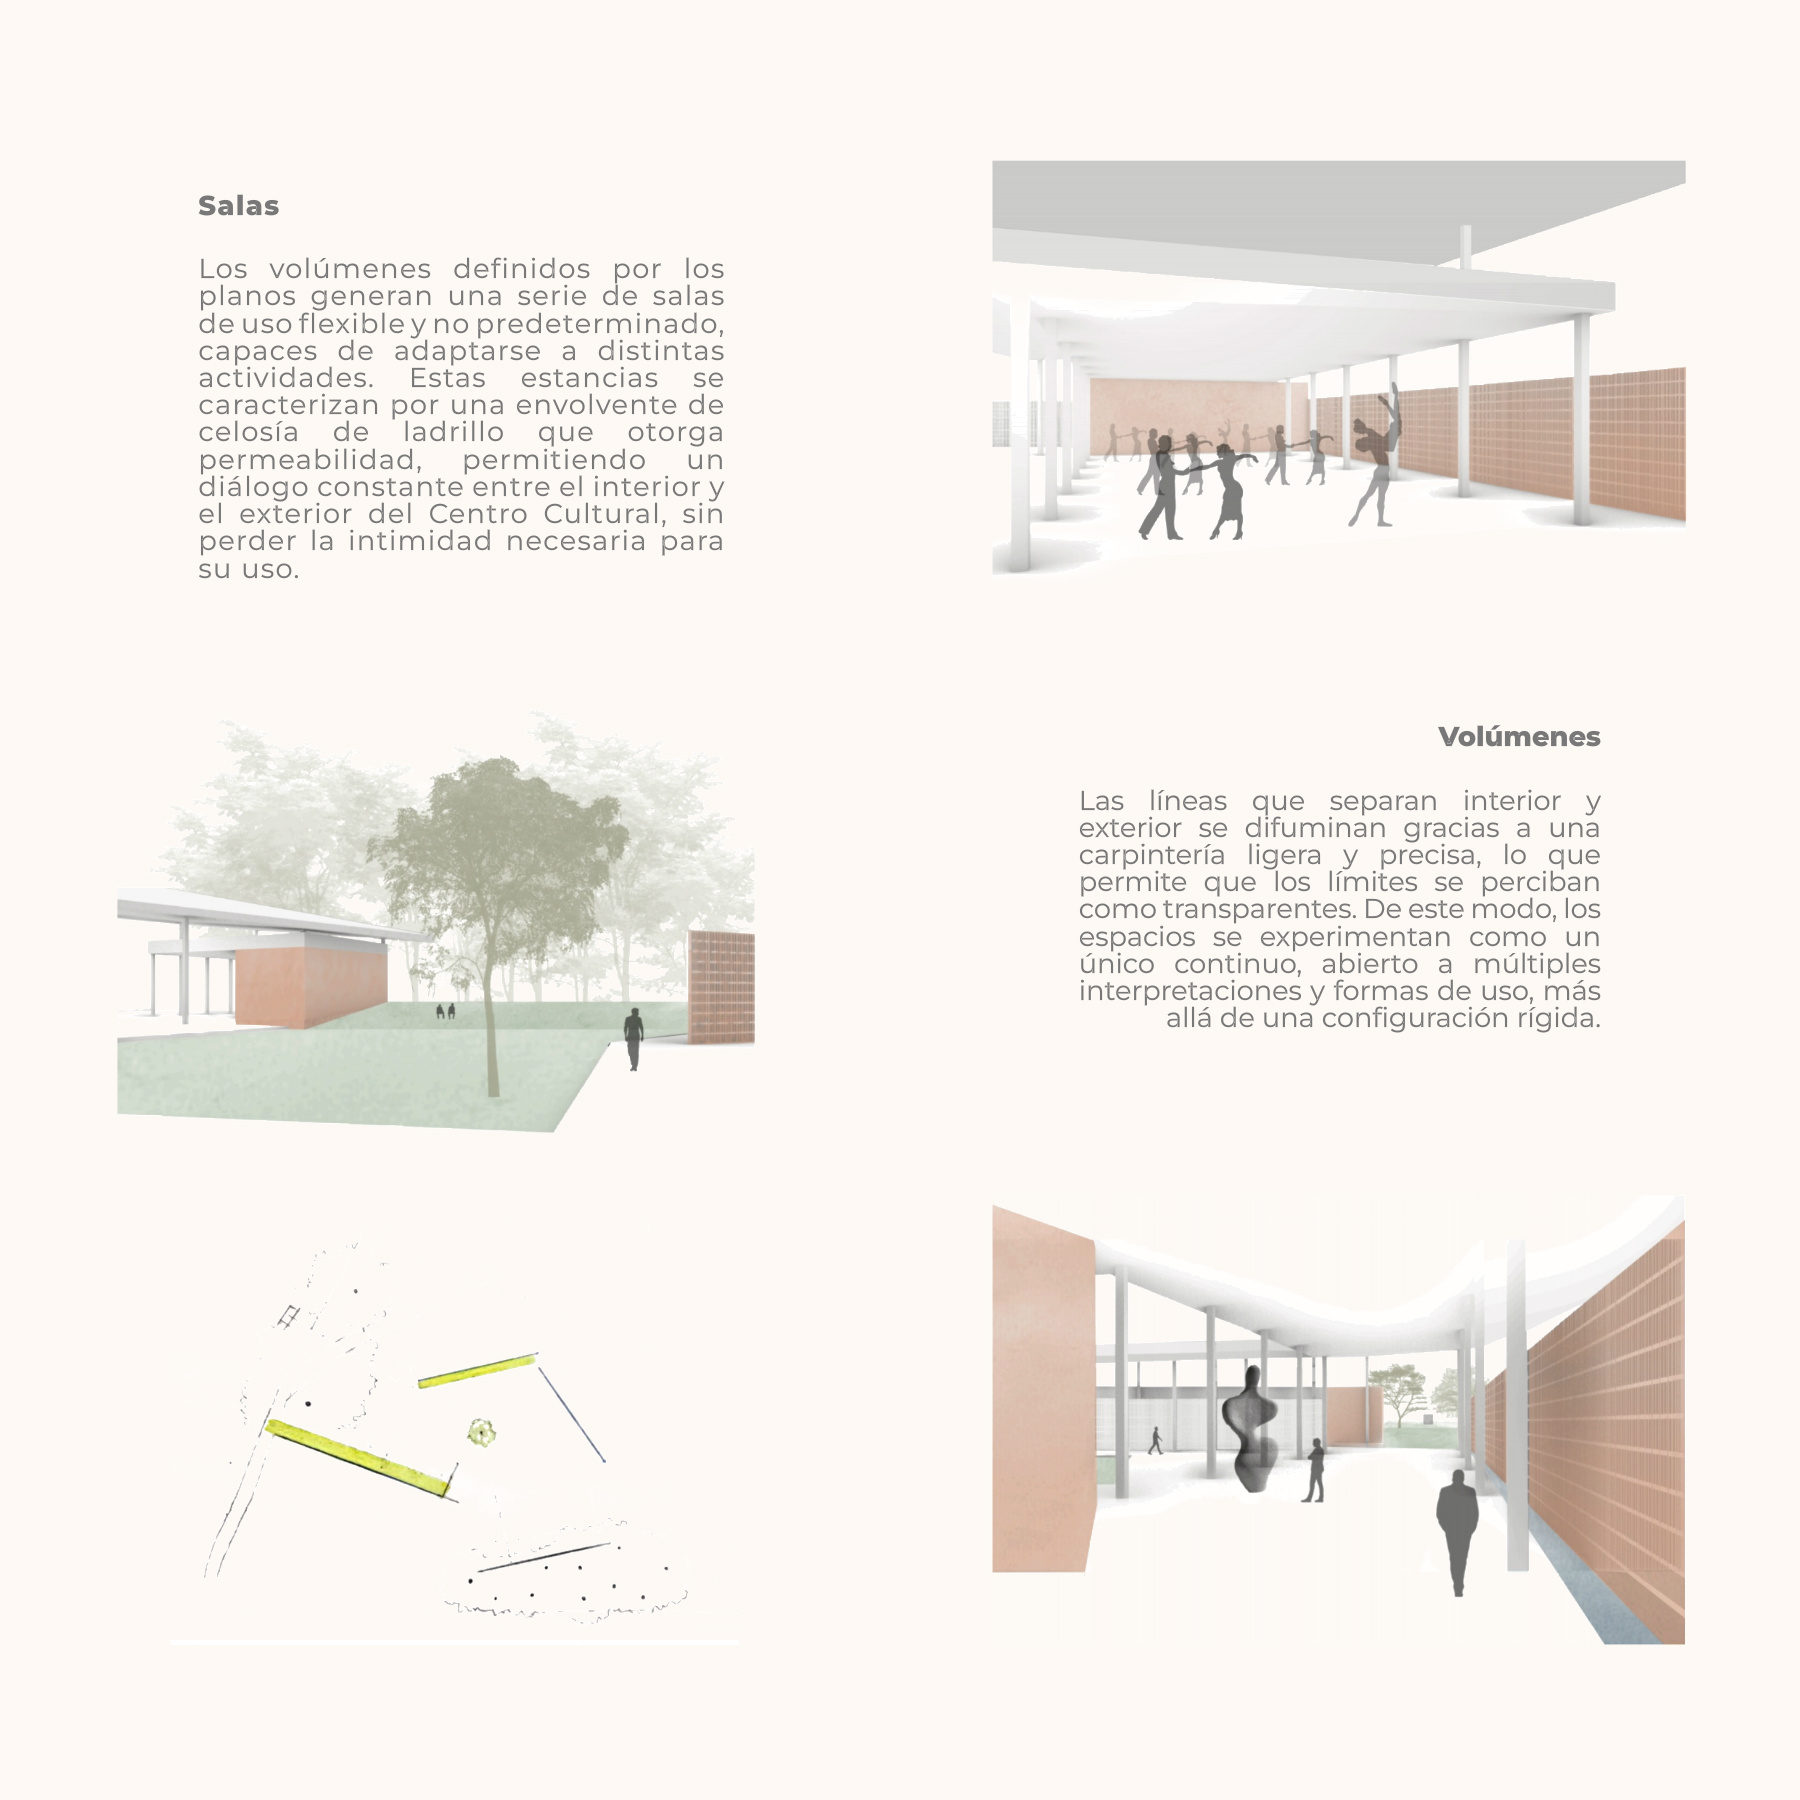 Salas
Los volúmenes definidos por los
planos generan una serie de salas
de uso flexible y no predeterminado,
capaces de adaptarse a distintas
actividades. Estas estancias se
caracterizan por una envolvente de
celosía de ladrillo que otorga
permeabilidad, permitiendo un
diálogo constante entre el interior y
el exterior del Centro Cultural, sin
perder la intimidad necesaria para
su uso.
Volúmenes
Las líneas que separan interior y
exterior se difuminan gracias a una
carpintería ligera y precisa, lo que
permite que los límites se perciban
como transparentes. De este modo, los
espacios se experimentan como un
único continuo, abierto a múltiples
interpretaciones y formas de uso, más
allá de una configuración rígida.